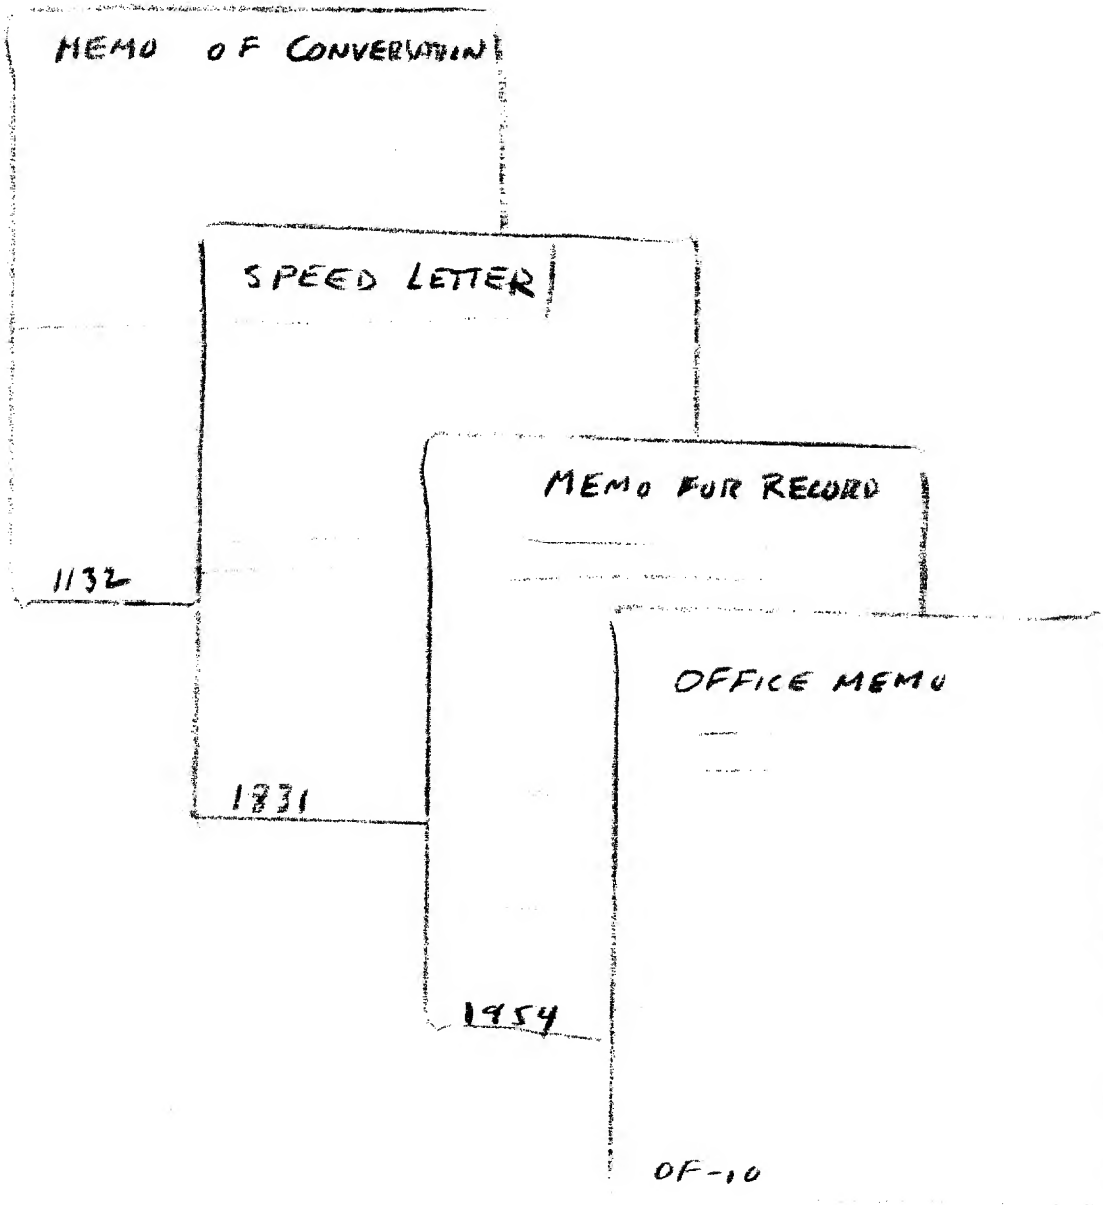 MEMO OF CONVERSATION
SPEED LETTER
MEMO FOR RECORD
1132
OFFICE MEMO
1831
1954
OF-10